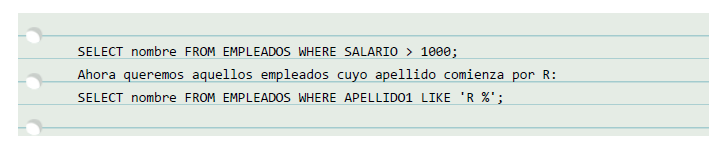 SELECT nombre FROM EMPLEADOS WHERE SALARIO > 1000;
Ahora queremos aquellos empleados cuyo apellido comienza por R:
SELECT nombre FROM EMPLEADOS WHERE APELLIDO1 LIKE 'R %';